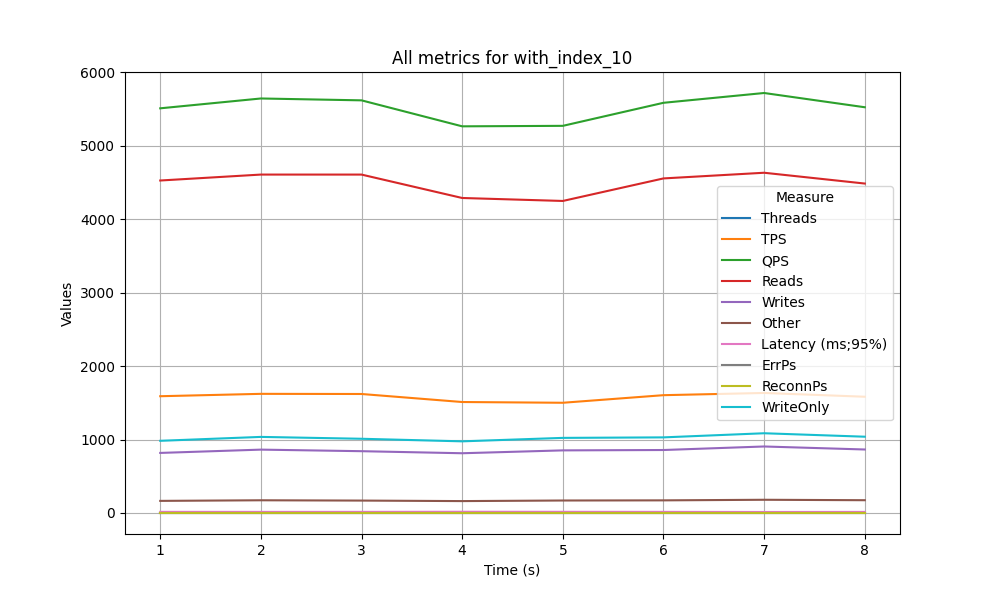 All metrics for with_index_10
6000
5000
4000
3000
2000
1000
0
Values
1 2 3 4 5 6 7 8
Time (s)
Measure
Threads
TPS
QPS
Reads
Writes
Other
Latency (ms;95%)
ErrPs
ReconnPs
WriteOnly